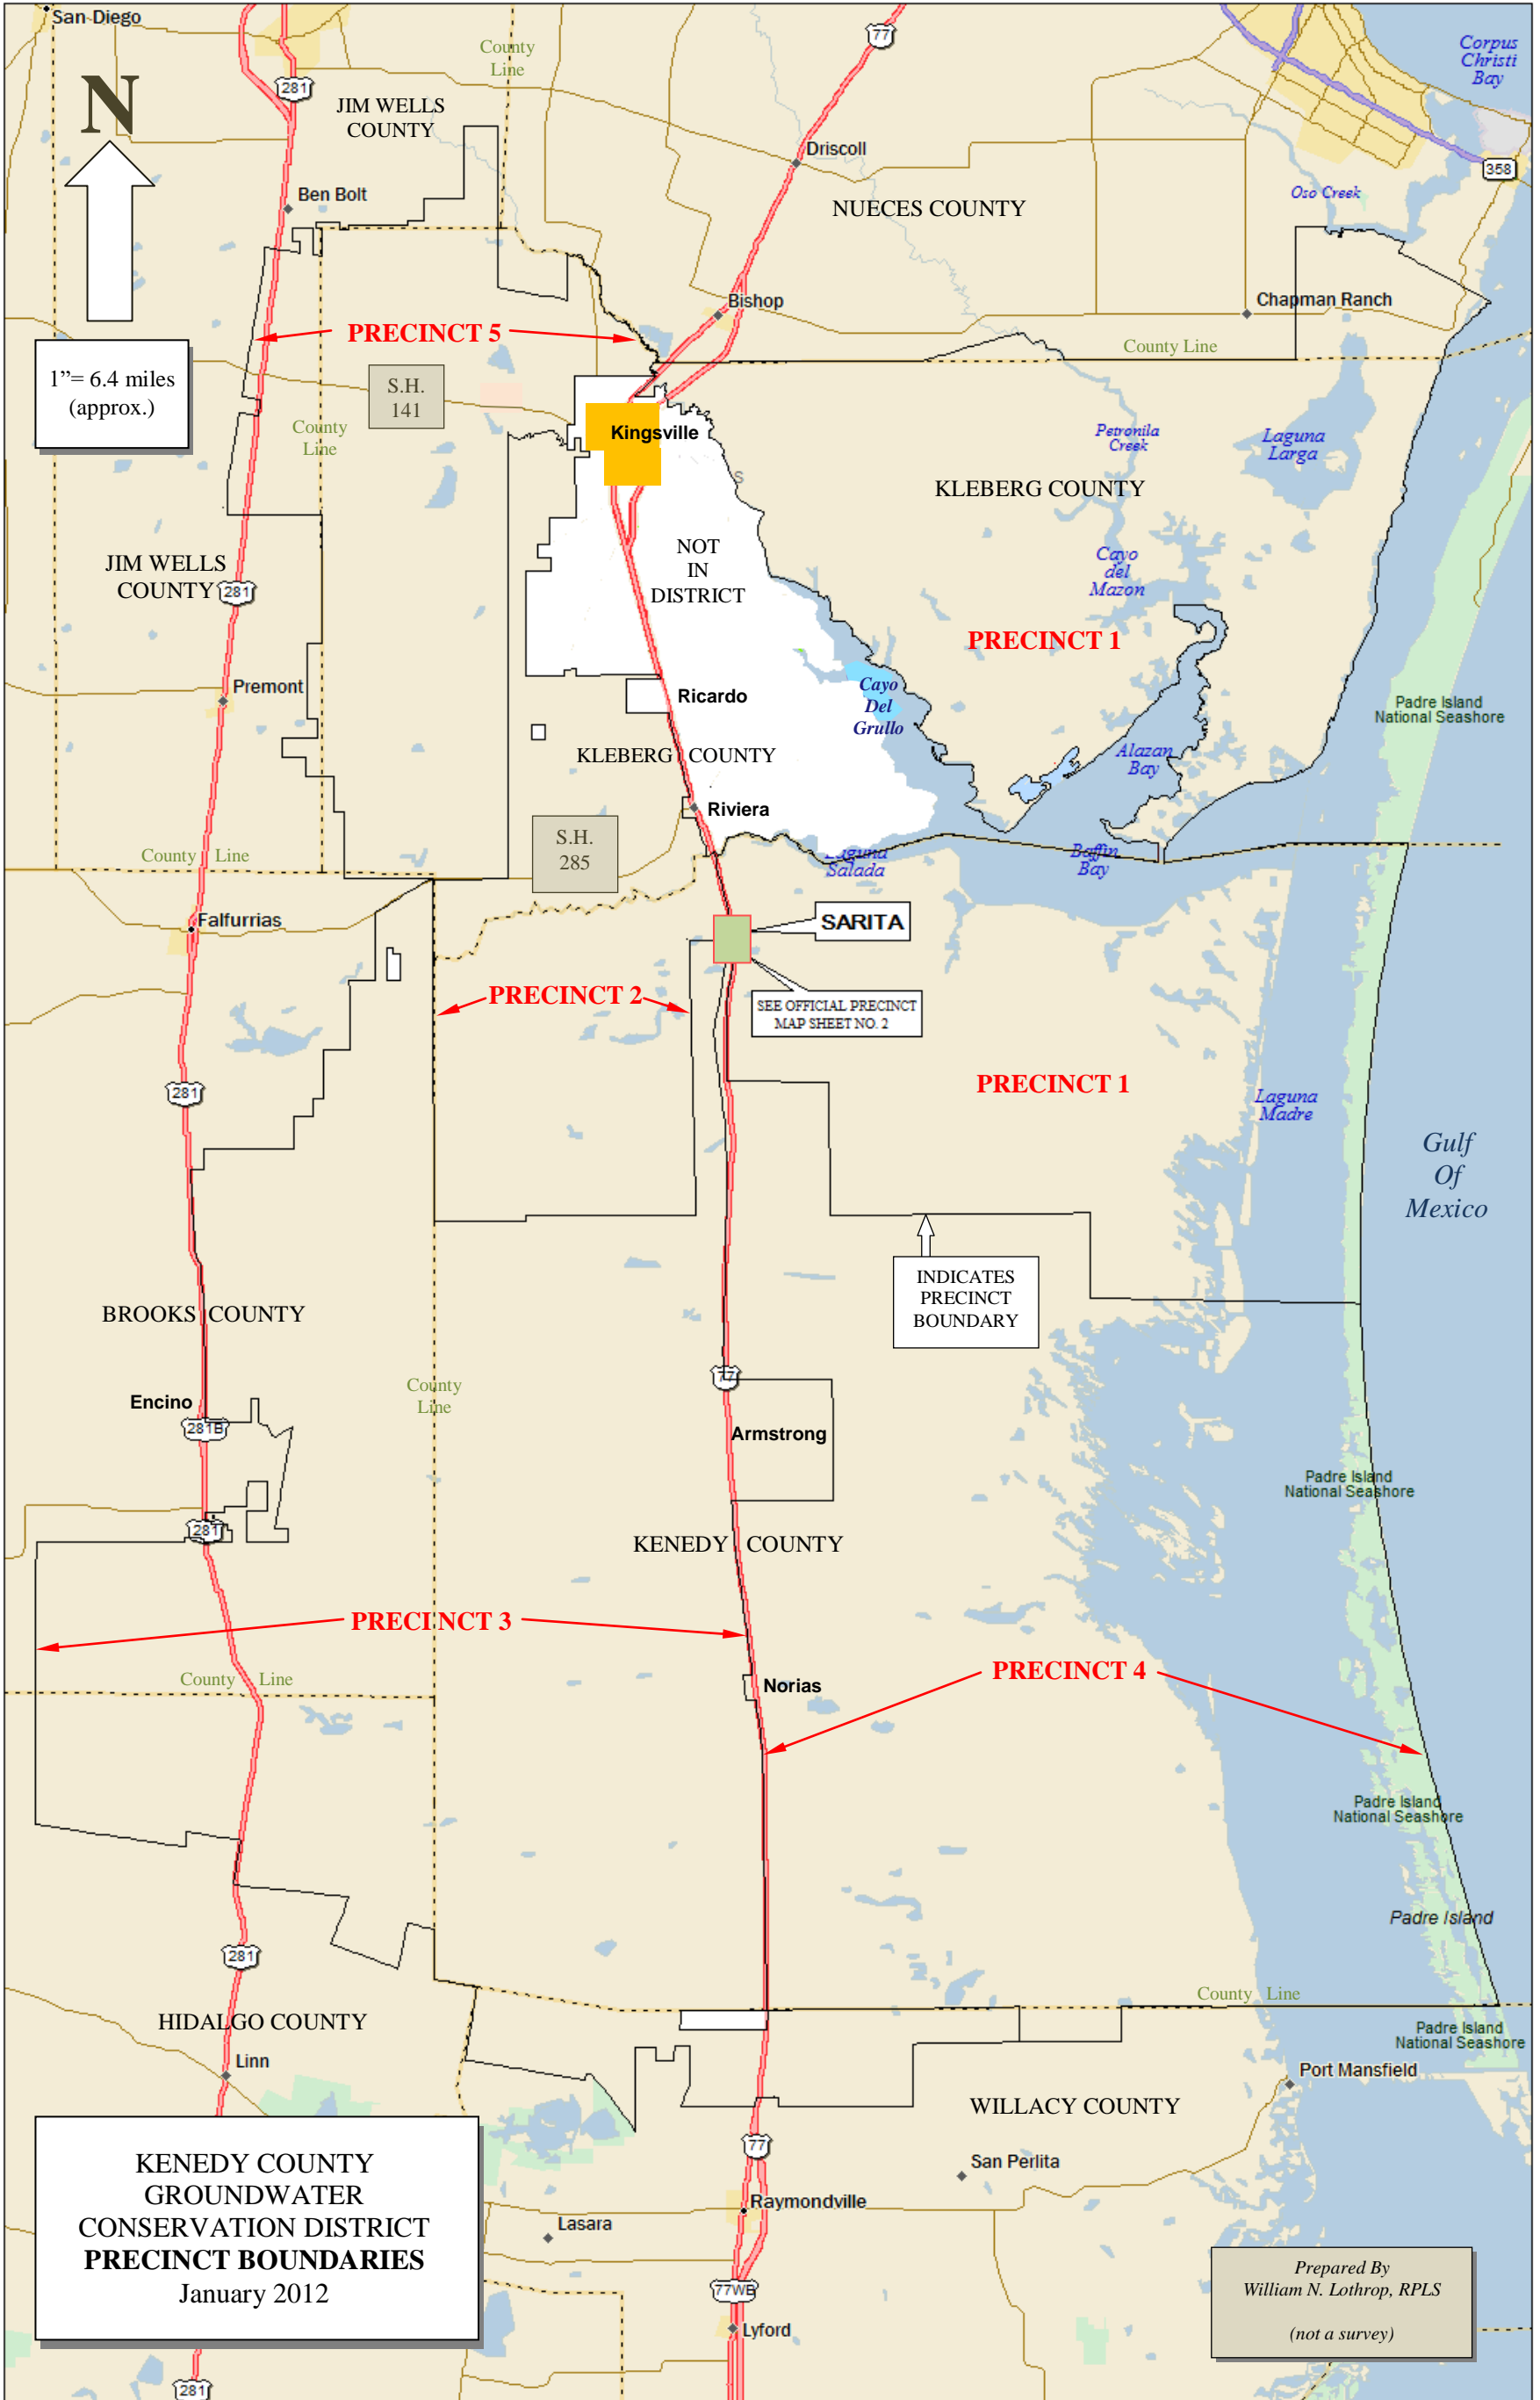 San Diego
77
Corpus
Christi
Bay
County
Line
281
N
JIM WELLS
COUNTY
Driscoll
358
Ben Bolt
NUECES COUNTY
Oso Creek
Bishop
Chapman Ranch
PRECINCT 5
County Line
1”= 6.4 miles
(approx.)
S.H.
141
County
Line
Kingsville
Petronila
Creek
Laguna
Larga
S
KLEBERG COUNTY
NOT
IN
DISTRICT
JIM WELLS
COUNTY
281
Cayo
del
Mazon
PRECINCT 1
Premont
Ricardo
Cayo
Del
Grullo
Padre Island
National Seashore
KLEBERG COUNTY
Alazan
Bay
Riviera
S.H.
285
County Line
Laguna
Salada
Baffin
Bay
Falfurrias
SARITA
PRECINCT 2
SEE OFFICIAL PRECINCT
MAP SHEET NO. 2
281
PRECINCT 1
Laguna
Madre
Gulf
Of
Mexico
INDICATES
PRECINCT
BOUNDARY
BROOKS COUNTY
County
Line
77
Encino
281B
Armstrong
Padre Island
National Seashore
281
KENEDY COUNTY
PRECINCT 3
PRECINCT 4
County Line
Norias
Padre Island
National Seashore
Padre Island
281
County Line
HIDALGO COUNTY
Padre Island
National Seashore
Linn
Port Mansfield
WILLACY COUNTY
77
San Perlita
KENEDY COUNTY
GROUNDWATER
CONSERVATION DISTRICT
PRECINCT BOUNDARIES
January 2012
Raymondville
Lasara
Prepared By
William N. Lothrop, RPLS
(not a survey)
77WB
Lyford
281